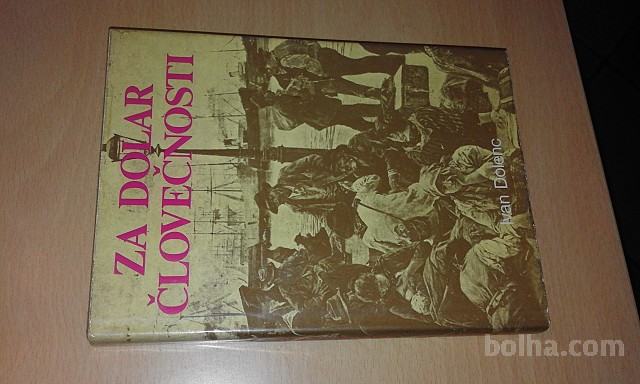 ZA DOLAR
ČLOVEČNOSTI
Ivan Dolenc
bolha.com